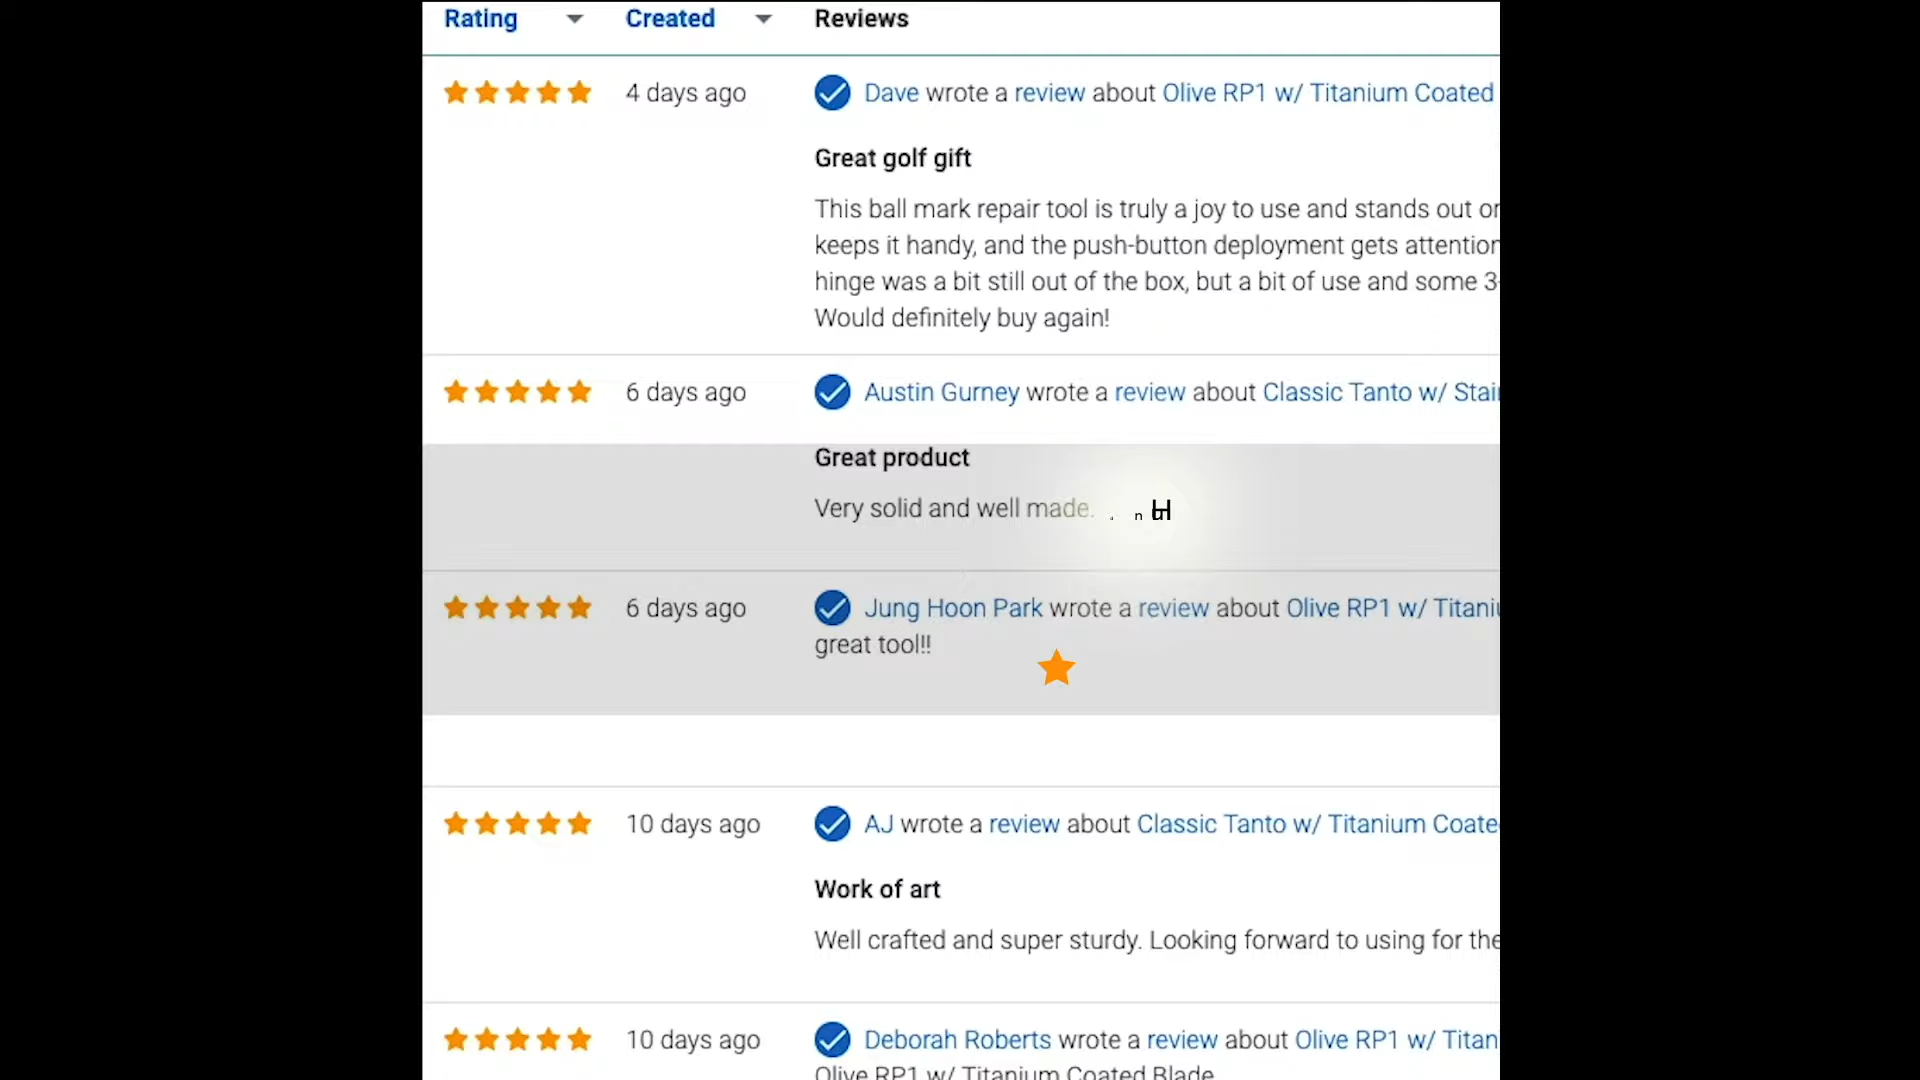 Rating Created Reviews
4 days ago Dave wrote a review about Olive RP1 w/ Titanium Coated
Great golf gift
This ball mark repair tool is truly a joy to use and stands out
keeps it handy, and the push-button deployment gets attention
hinge was a bit still out of the box, but a bit of use and some 3-
Would definitely buy again!
6 days ago Austin Gurney wrote a review about Classic Tanto w/
Great product
Very solid and well made.
6 days ago Jung Hoon Park wrote a review about Olive RP1 w/
great tool!!
10 days ago AJ wrote a review about Classic Tanto w/ Titanium
Work of art
Well crafted and super sturdy. Looking forward to using for the
10 days ago Deborah Roberts wrote a review about Olive RP1 w/
Olive RP1 w/ Titanium Coated Blade